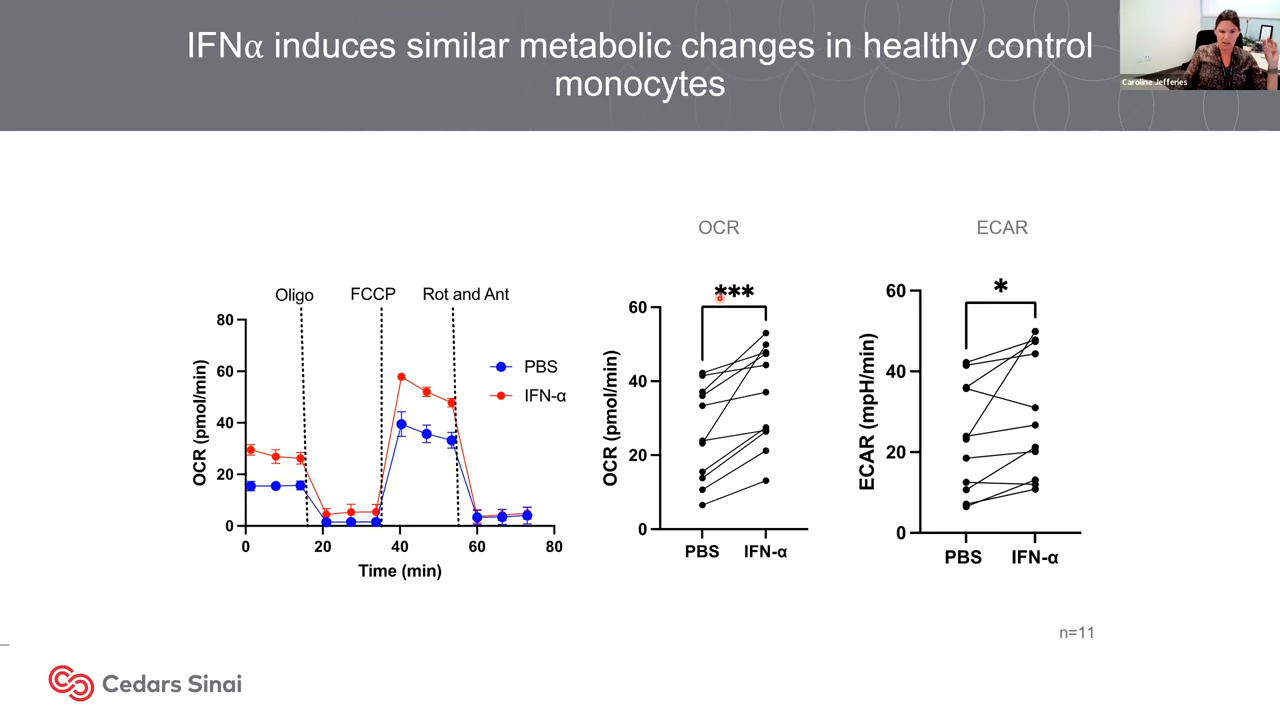 IFNα induces similar metabolic changes in healthy control
monocytes
Caroline Jefferies
Oligo
FCCP
Rot and Ant
80
60
40
20
0
OCR (pmol/min)
0
20
40
60
80
Time (min)
PBS
IFN-α
OCR
***
60
40
20
0
OCR (pmol/min)
PBS
IFN-α
ECAR
*
60
40
20
0
ECAR (mpH/min)
PBS
IFN-α
n=11
Cedars Sinai